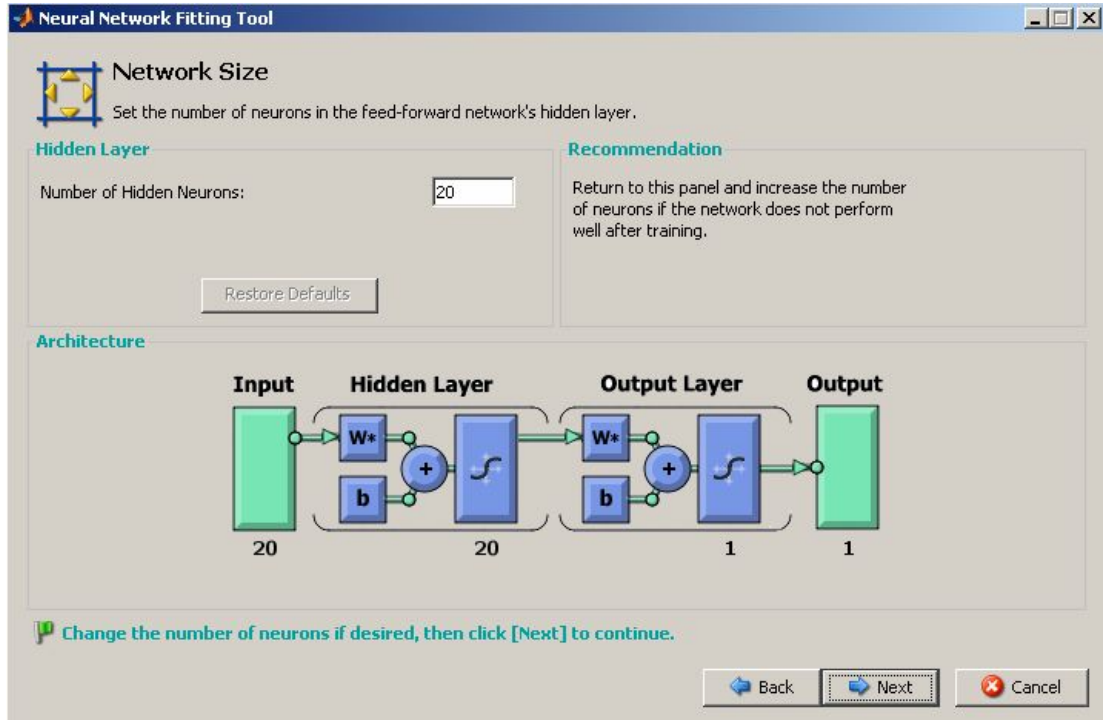 Neural Network Fitting Tool
Network Size
Set the number of neurons in the feed-forward network's hidden layer.
Hidden Layer
Number of Hidden Neurons:
20
Restore Defaults
Recommendation
Return to this panel and increase the number
of neurons if the network does not perform
well after training.
Architecture
Input
Hidden Layer
Output Layer
Output
W*
b
+
W*
b
+
20
20
1
1
Change the number of neurons if desired, then click [Next] to continue.
Back
Next
Cancel